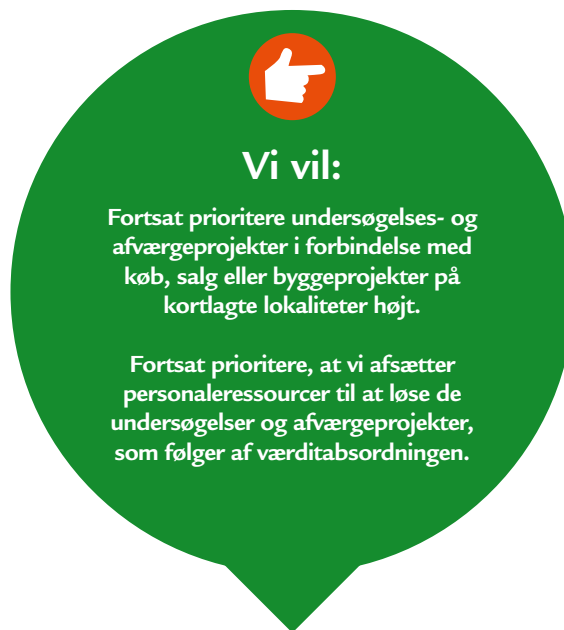 Vi vil:
Fortsat prioritere undersøgelses- og
afværgeprojekter i forbindelse med
køb, salg eller byggeprojekter på
kortlagte lokaliteter højt.
Fortsat prioritere, at vi afsætter
personaleressourcer til at løse de
undersøgelser og afværgeprojekter,
som følger af værditabsordningen.